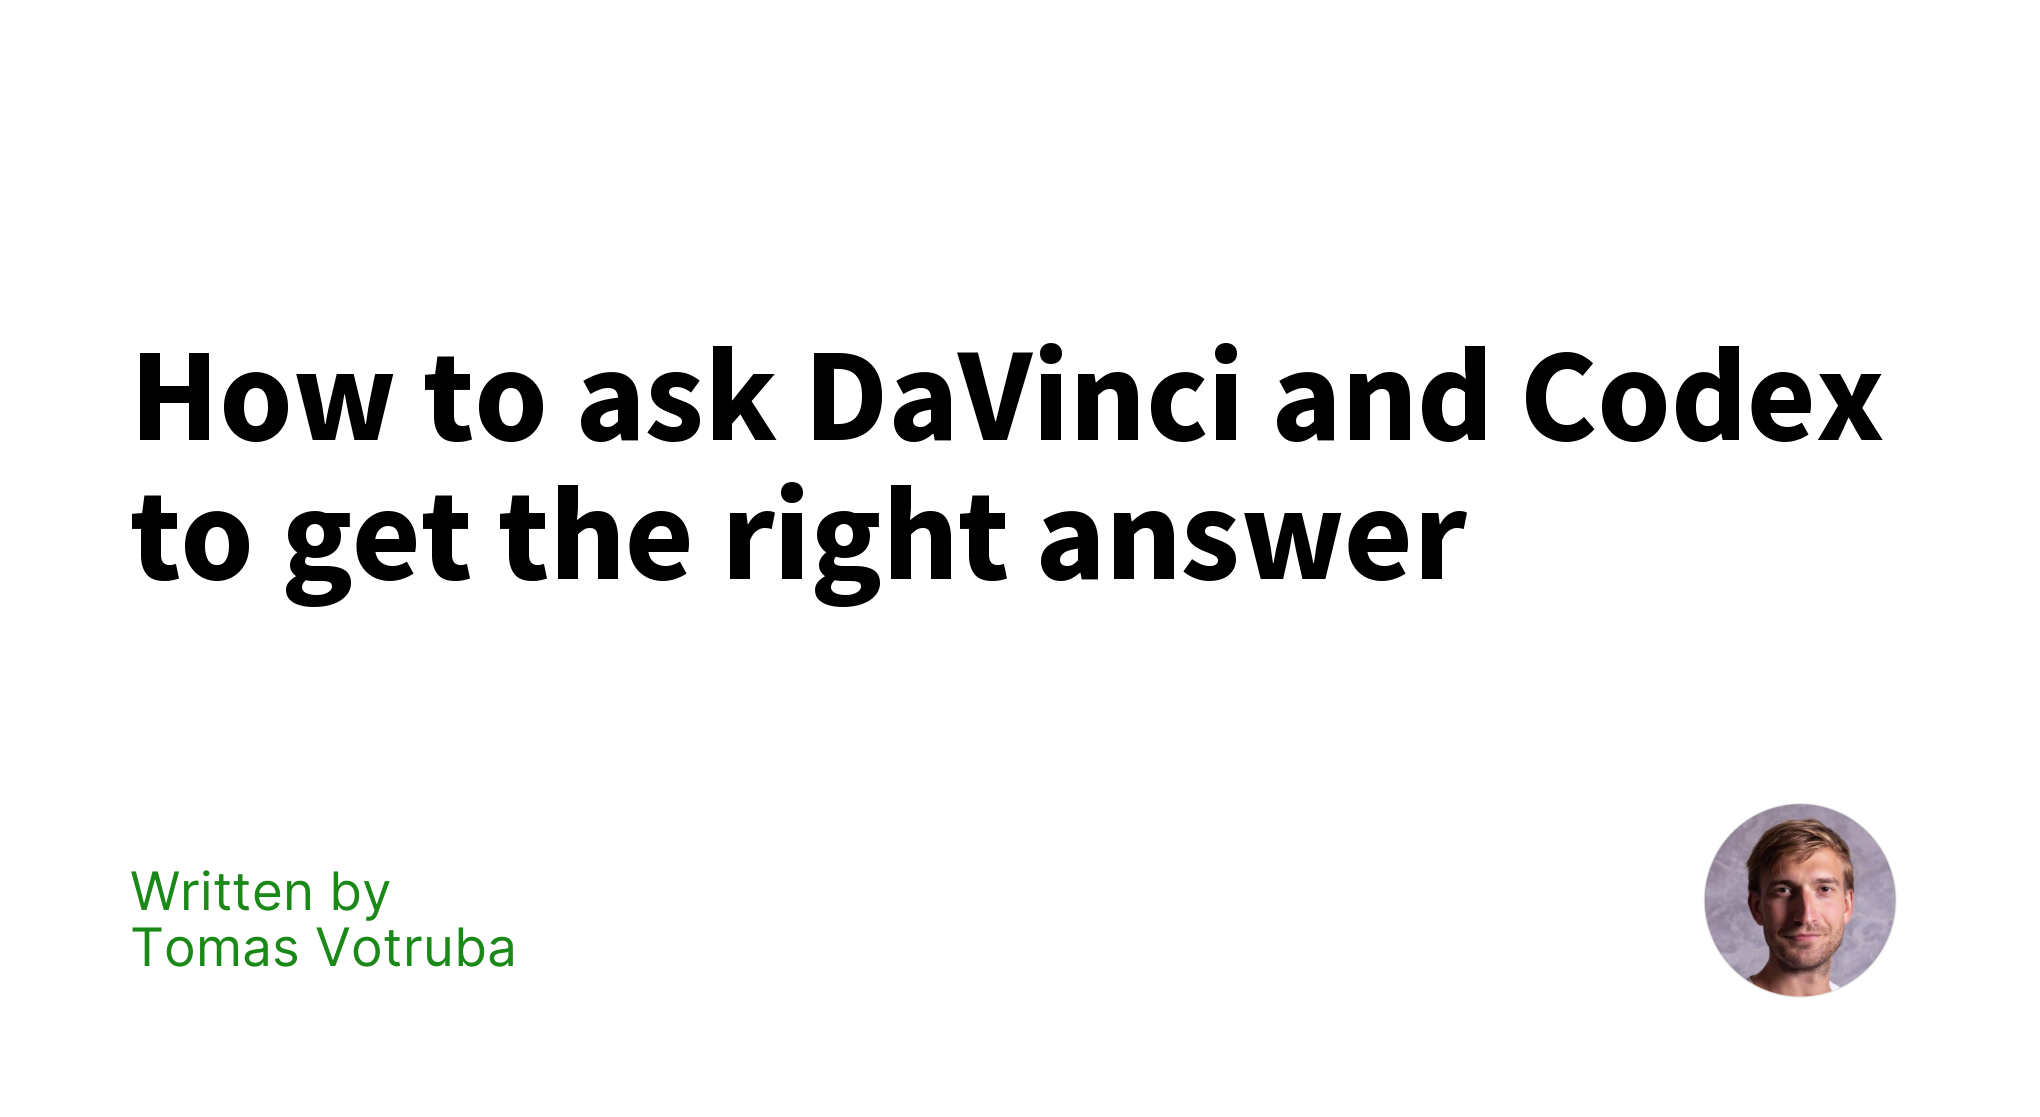 How to ask DaVinci and Codex
to get the right answer
Written by
Tomas Votruba